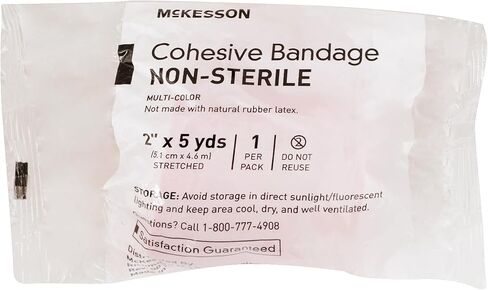 McKESSON
Cohesive Bandage
NON-STERILE
MULTI-COLOR
Not made with natural rubber latex.
2" x 5 yds
(5.1 cm x 4.6 m)
STRETCHED
1
PER
PACK
DO NOT
REUSE
STORAGE: Avoid storage in direct sunlight/fluorescent
lighting and keep area cool, dry, and well ventilated.
Questions? Call 1-800-777-4908
Satisfaction Guaranteed